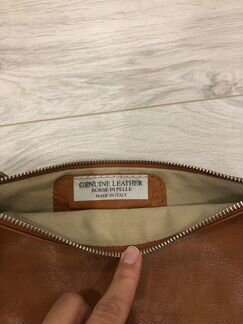 GENUINE LEATHER
BORSE IN PELLE
MADE IN ITALY